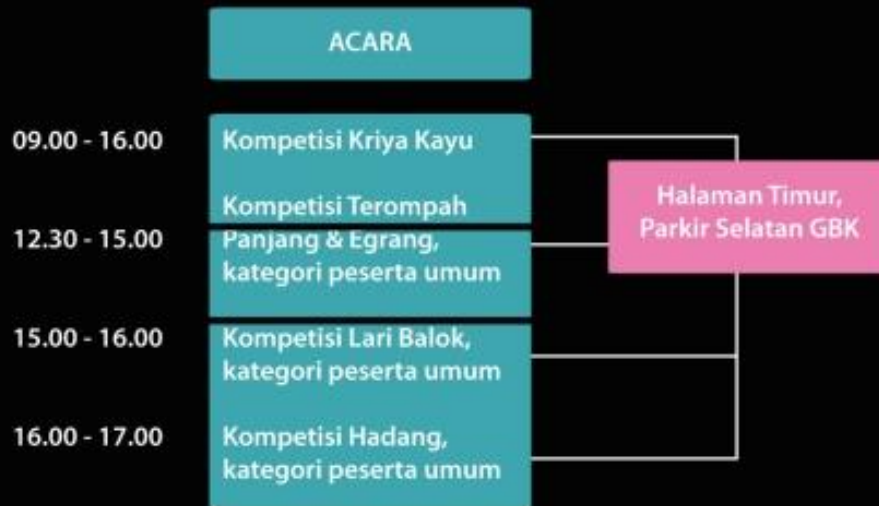 ACARA
09.00 - 16.00
Kompetisi Kriya Kayu
Kompetisi Terompah
12.30 - 15.00
Panjang & Egrang,
kategori peserta umum
15.00 - 16.00
Kompetisi Lari Balok,
kategori peserta umum
16.00 - 17.00
Kompetisi Hadang,
kategori peserta umum
Halaman Timur,
Parkir Selatan GBK